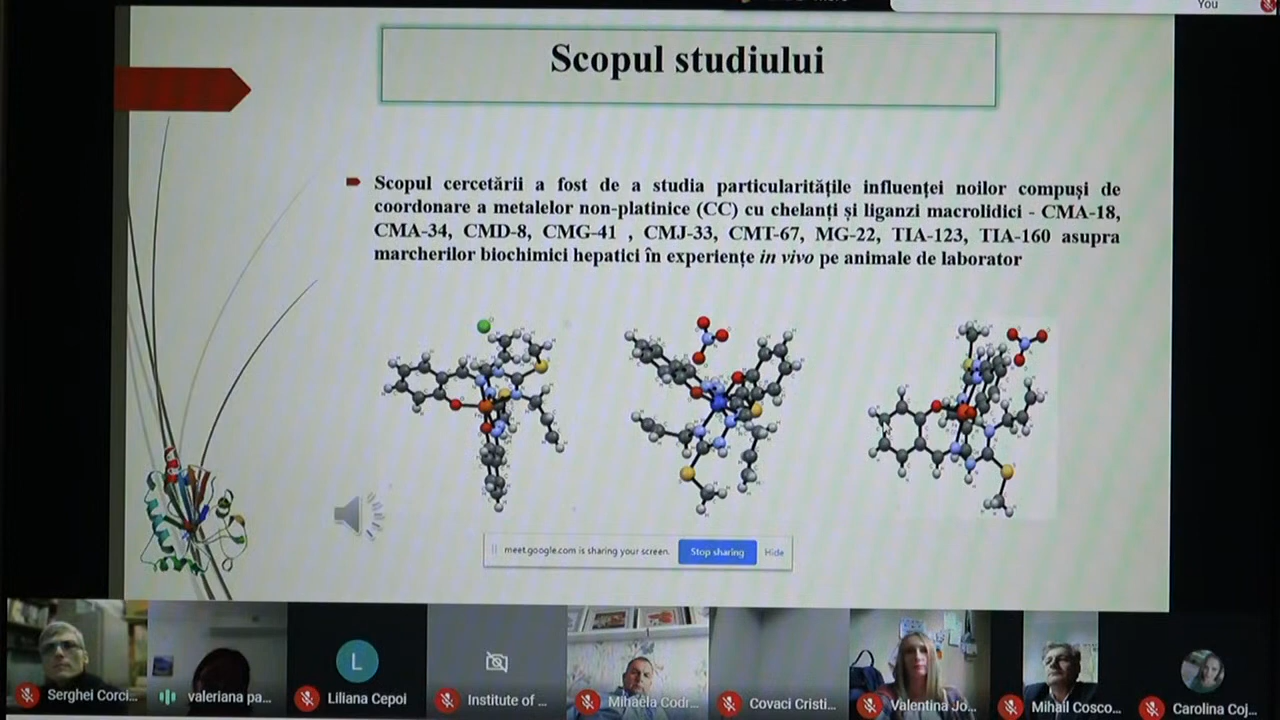 You
Scopul studiului
Scopul cercetării a fost de a studia particularitățile influenței noilor compuși de
coordonare a metalelor non-platinice (CC) cu chelanți și liganzi macrolidici - CMA-18,
CMA-34, CMD-8, CMG-41 , CMJ-33, CMT-67, MG-22, TIA-123, TIA-160 asupra
marcherilor biochimici hepatici în experiențe in vivo pe animale de laborator
meet.google.com is sharing your screen.
Stop sharing
Hide
L
Serghei Corci...
valeriana pa...
Liliana Cepoi
Institute of ...
Mihaela Codr...
Covaci Cristi...
Valentina Jo...
Mihail Cosco...
Carolina Coj...